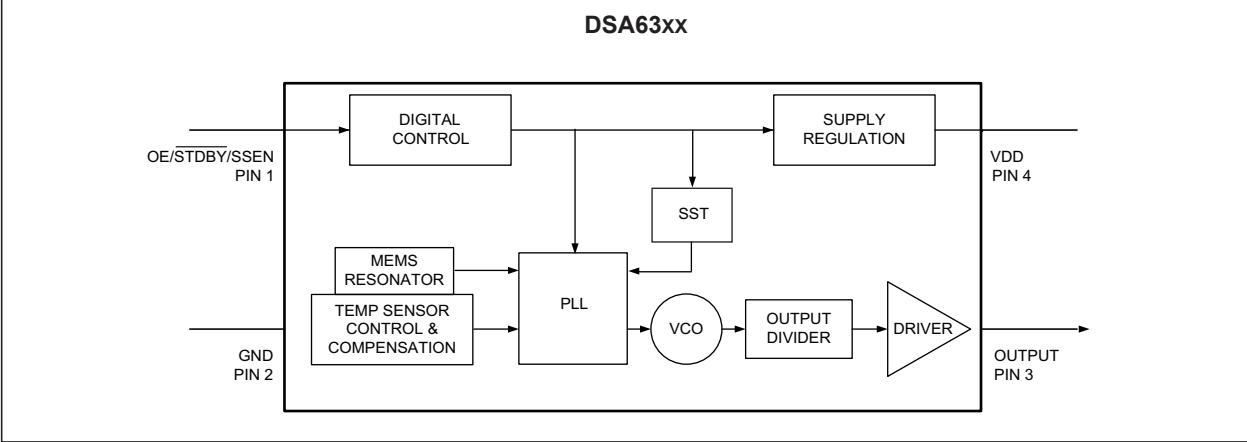 DSA63xx
DIGITAL
CONTROL
SUPPLY
REGULATION
OE/STDBY/SSEN
PIN 1
VDD
PIN 4
SST
MEMS
RESONATOR
TEMP SENSOR
CONTROL &
COMPENSATION
PLL
VCO
OUTPUT
DIVIDER
DRIVER
GND
PIN 2
OUTPUT
PIN 3